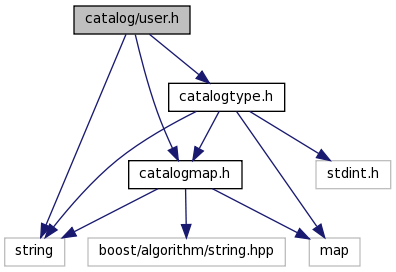 catalog/user.h
catalogtype.h
catalogmap.h
stdint.h
string
boost/algorithm/string.hpp
map